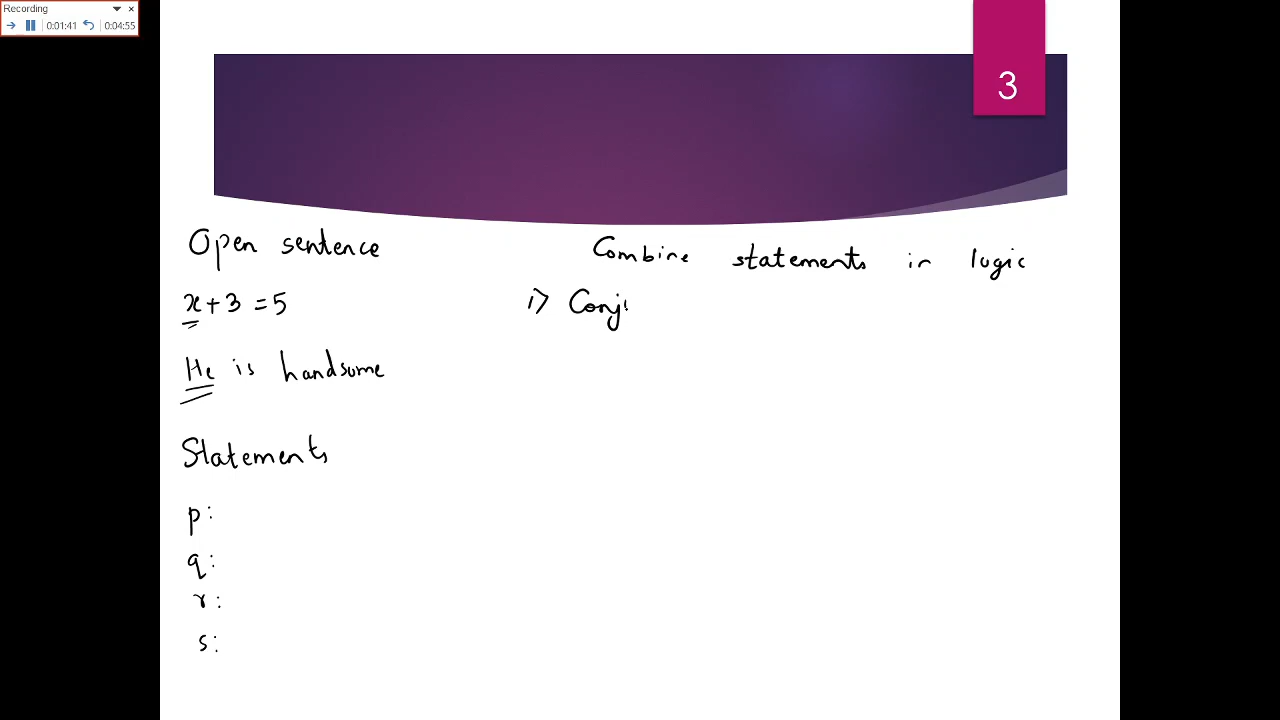 Recording
0:01:41 0:04:55
3
Open sentence
x + 3 = 5
He is handsome
Statements
p:
q:
r:
s:
Combine statements in logic
1) Conj